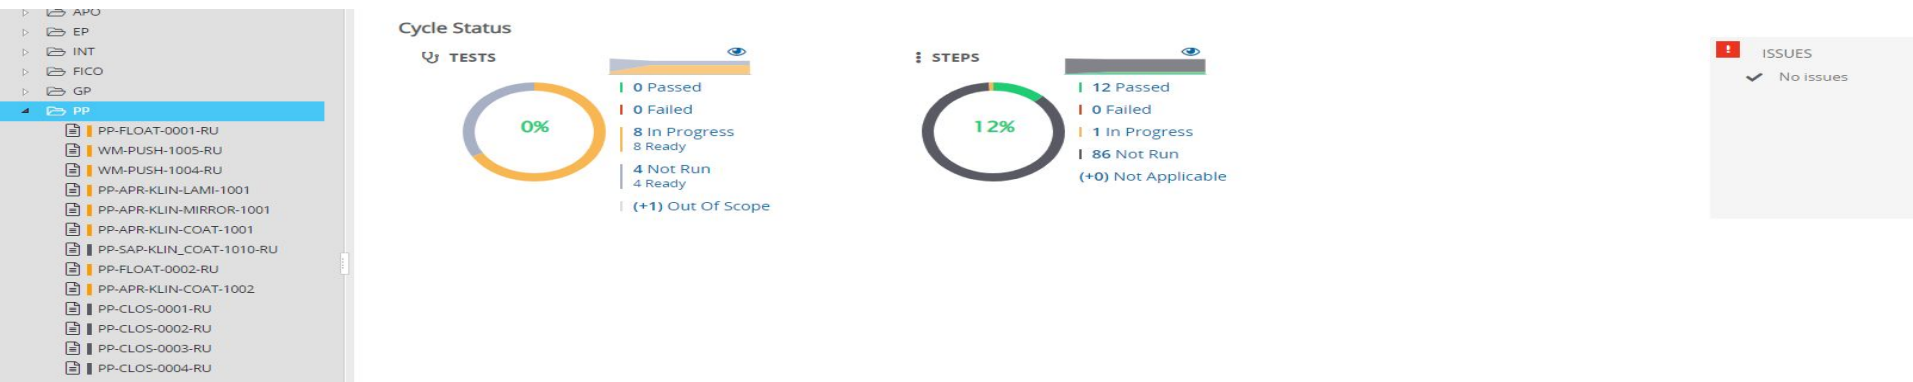 APO
EP
INT
FICO
GP
PP
PP-FLOAT-0001-RU
WM-PUSH-1005-RU
WM-PUSH-1004-RU
PP-APR-KLIN-LAMI-1001
PP-APR-KLIN-MIRROR-1001
PP-APR-KLIN-COAT-1001
PP-SAP-KLIN_COAT-1010-RU
PP-FLOAT-0002-RU
PP-APR-KLIN-COAT-1002
PP-CLOS-0001-RU
PP-CLOS-0002-RU
PP-CLOS-0003-RU
PP-CLOS-0004-RU
Cycle Status
TESTS
0%
0 Passed
0 Failed
8 In Progress
8 Ready
4 Not Run
4 Ready
(+1) Out Of Scope
STEPS
12%
12 Passed
0 Failed
1 In Progress
86 Not Run
(+0) Not Applicable
ISSUES
No issues